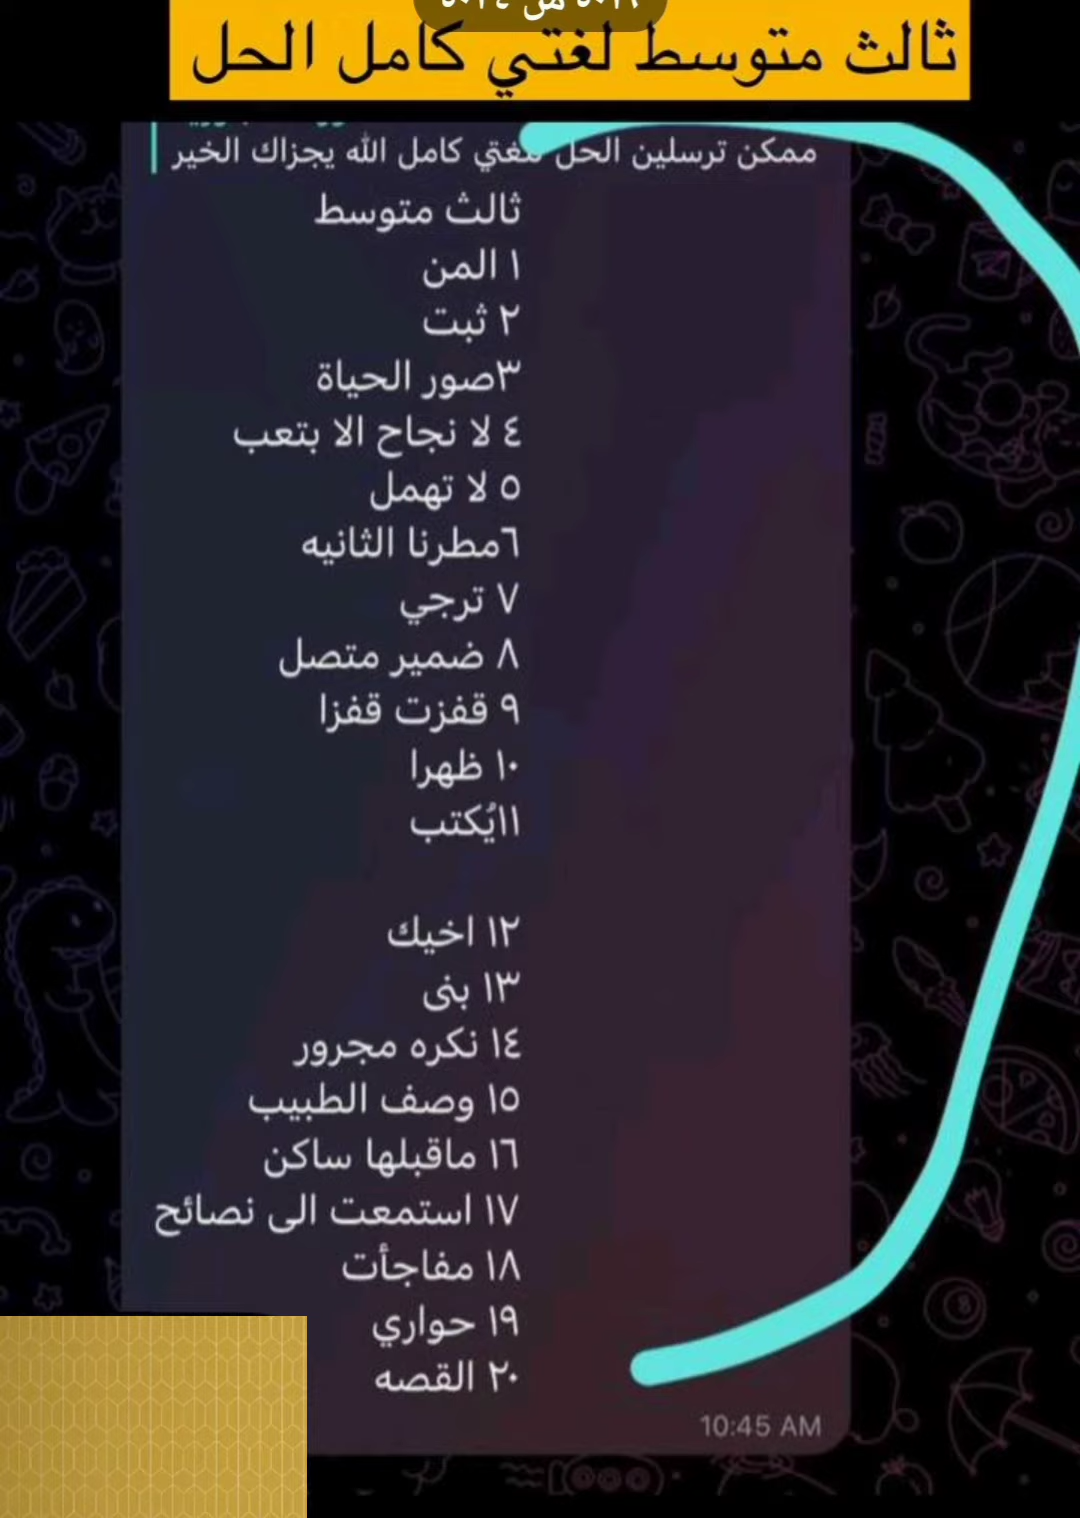 ثالث متوسط لغتي كامل الحل
ممكن ترسلين الحل لغتي كامل الله يجزاك الخير
ثالث متوسط
١ المن
٢ ثبت
٣صور الحياة
٤ لا نجاح الا بتعب
٥ لا تهمل
٦مطرنا الثانيه
٧ ترجي
٨ ضمير متصل
٩ قفزت قفزا
١٠ ظهرا
١١يُكتب
١٢ اخيك
١٣ بنى
١٤ نكره مجرور
١٥ وصف الطبيب
١٦ ماقبلها ساكن
١٧ استمعت الى نصائح
١٨ مفاجأت
١٩ حواري
٢٠ القصه
10:45 AM